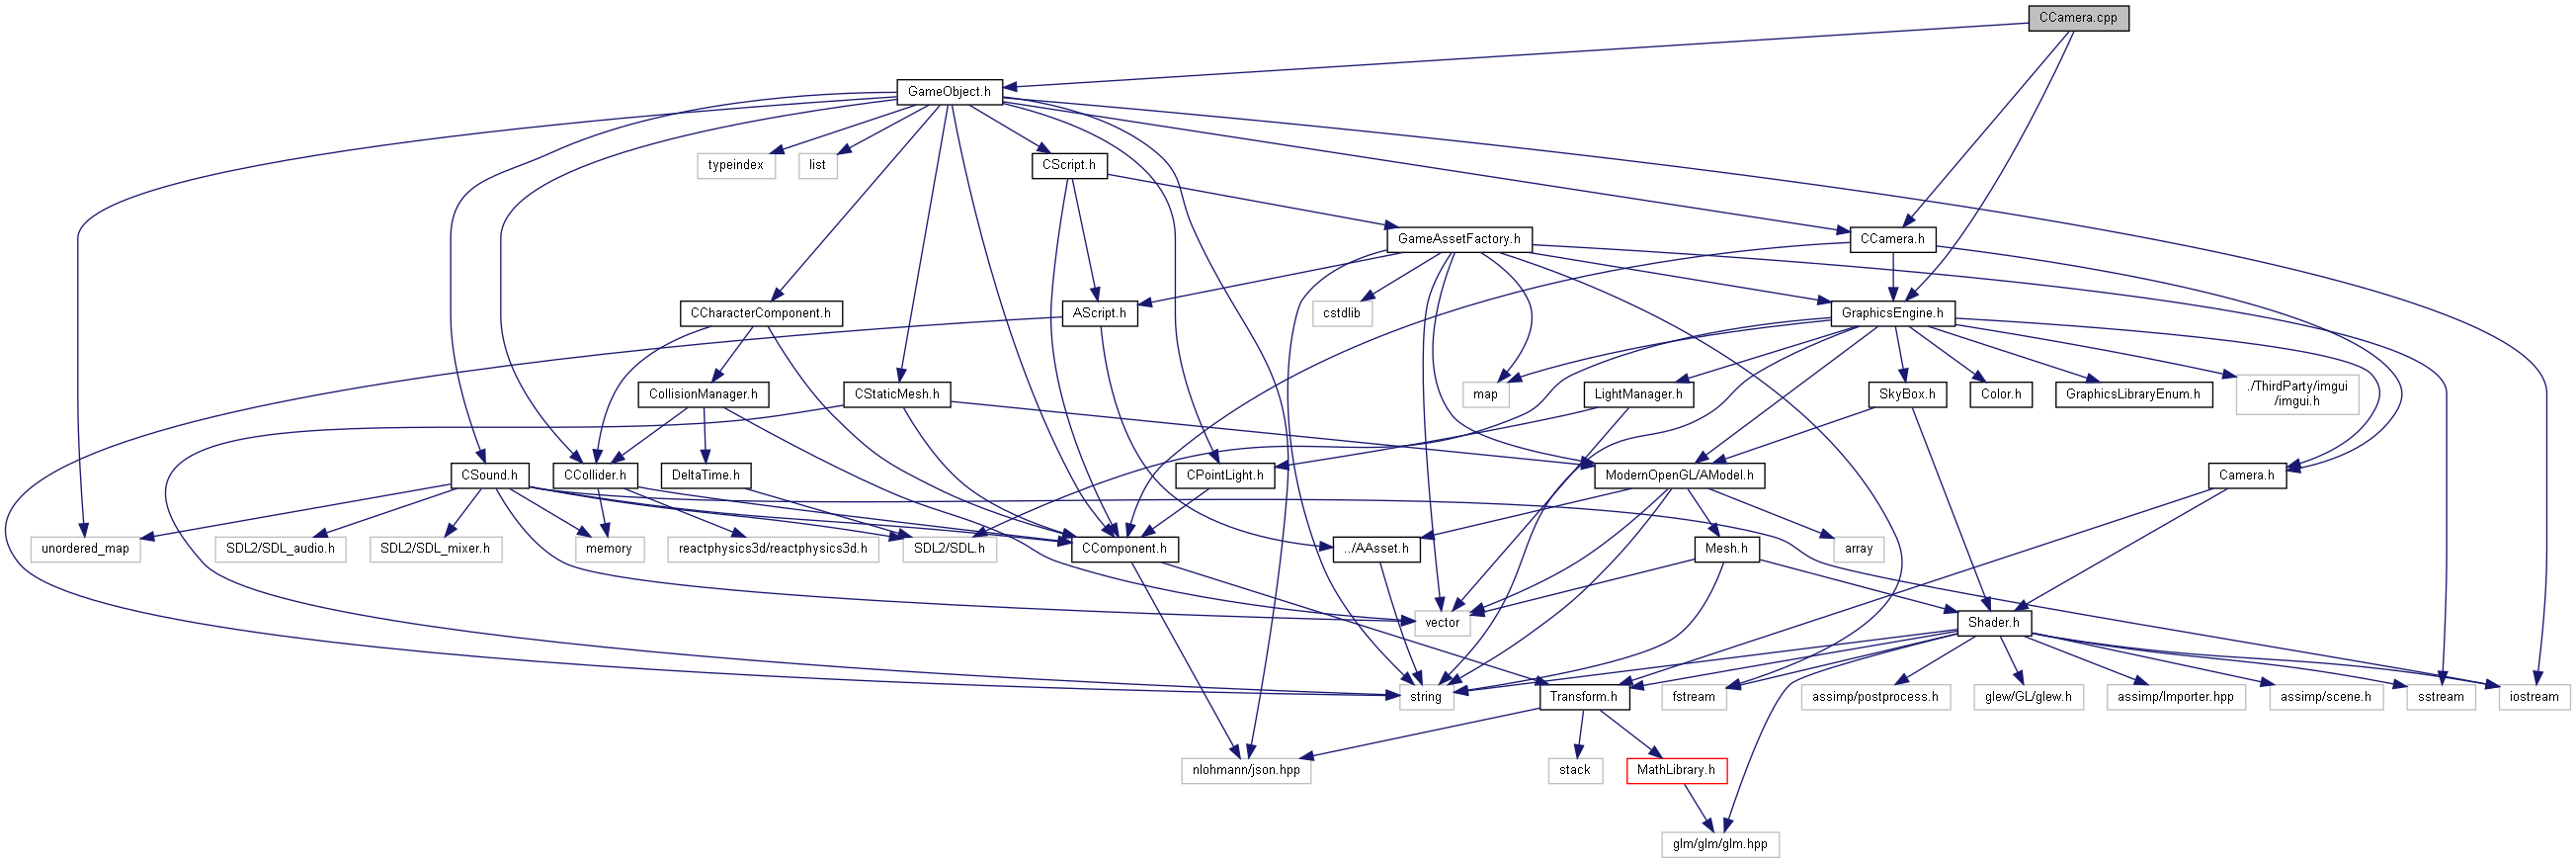 CCamera.cpp
GameObject.h
typeindex
list
CScript.h
GameAssetFactory.h
CCamera.h
CCharacterComponent.h
AScript.h
cstdlib
GraphicsEngine.h
CollisionManager.h
CStaticMesh.h
map
LightManager.h
SkyBox.h
Color.h
GraphicsLibraryEnum.h
./ThirdParty/imgui
/imgui.h
CSound.h
CCollider.h
DeltaTime.h
CPointLight.h
ModernOpenGL/AModel.h
Camera.h
unordered_map
SDL2/SDL_audio.h
SDL2/SDL_mixer.h
memory
reactphysics3d/reactphysics3d.h
SDL2/SDL.h
CComponent.h
../AAsset.h
Mesh.h
array
vector
Shader.h
string
Transform.h
fstream
assimp/postprocess.h
glew/GL/glew.h
assimp/Importer.hpp
assimp/scene.h
sstream
iostream
nlohmann/json.hpp
stack
MathLibrary.h
glm/glm/glm.hpp